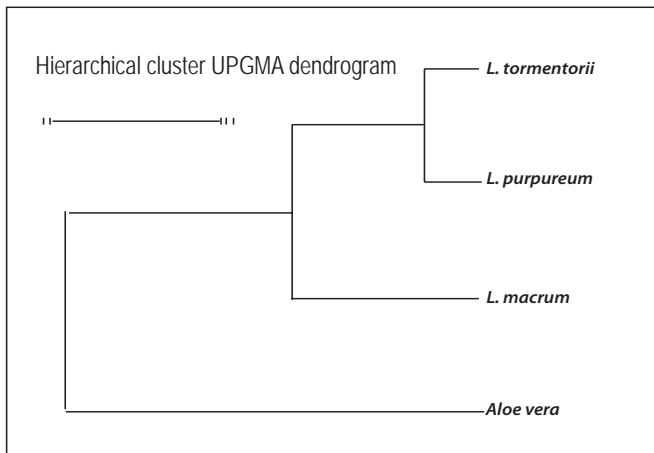 Hierarchical cluster UPGMA dendrogram
L. tormentorii
L. purpureum
L. macrum
Aloe vera